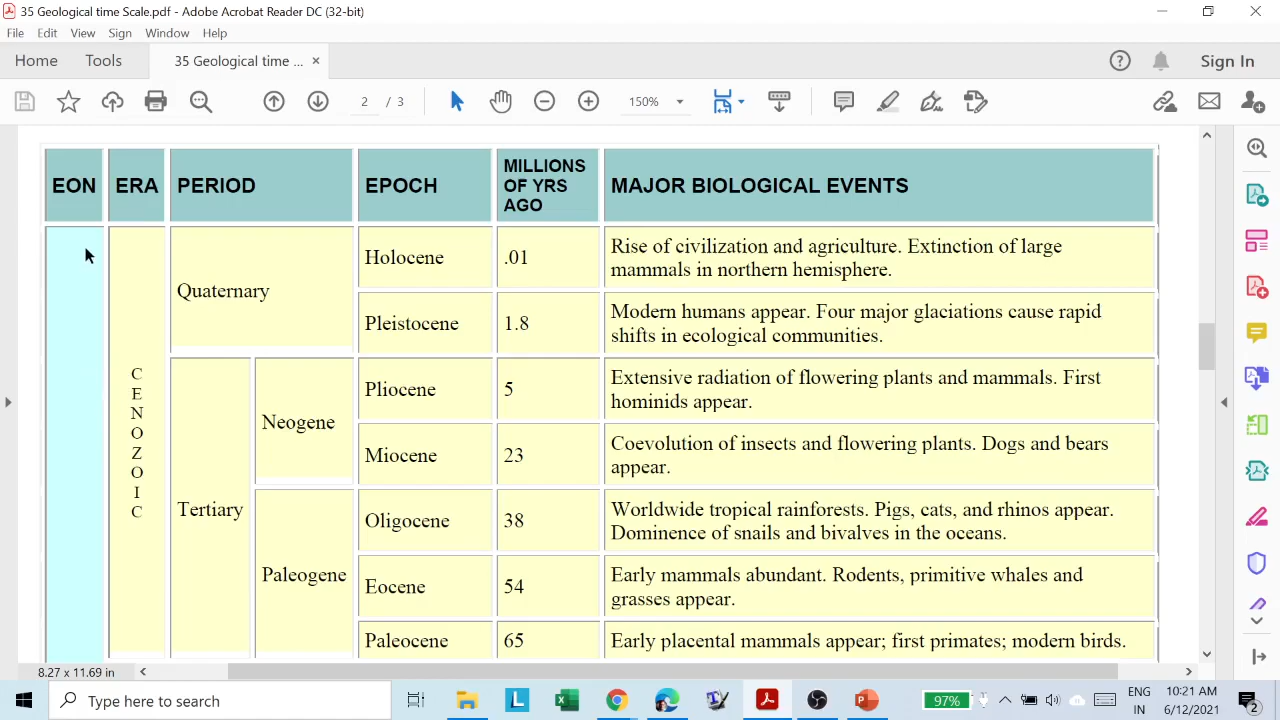 35 Geological time Scale.pdf - Adobe Acrobat Reader DC (32-bit)
File Edit View Sign Window Help
Home Tools 35 Geological time ... × Sign In
2 / 3 150%
EON ERA PERIOD EPOCH MILLIONS OF YRS AGO MAJOR BIOLOGICAL EVENTS
CENOZOIC
Quaternary
Holocene .01 Rise of civilization and agriculture. Extinction of large
mammals in northern hemisphere.
Pleistocene 1.8 Modern humans appear. Four major glaciations cause rapid
shifts in ecological communities.
Tertiary
Neogene
Pliocene 5 Extensive radiation of flowering plants and mammals. First
hominids appear.
Miocene 23 Coevolution of insects and flowering plants. Dogs and bears
appear.
Paleogene
Oligocene 38 Worldwide tropical rainforests. Pigs, cats, and rhinos appear.
Dominence of snails and bivalves in the oceans.
Eocene 54 Early mammals abundant. Rodents, primitive whales and
grasses appear.
Paleocene 65 Early placental mammals appear; first primates; modern birds.
8.27 x 11.69 in
Type here to search 97% ENG 10:21 AM
IN 6/12/2021 2